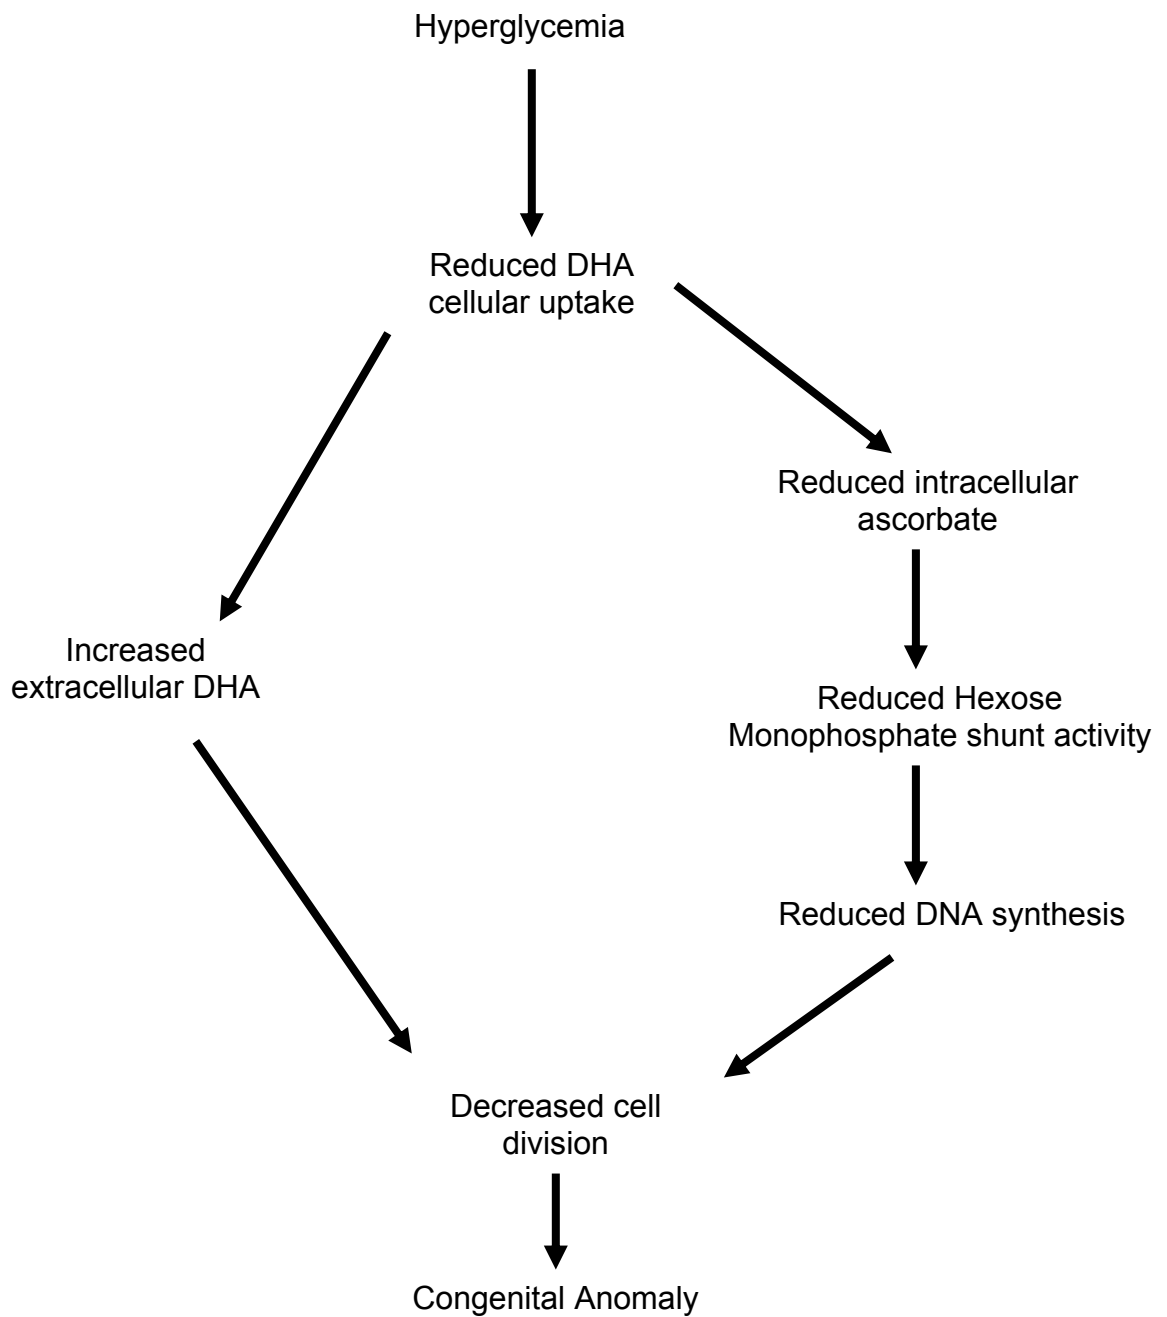 Hyperglycemia
Reduced DHA
cellular uptake
Reduced intracellular
ascorbate
Increased
extracellular DHA
Reduced Hexose
Monophosphate shunt activity
Reduced DNA synthesis
Decreased cell
division
Congenital Anomaly